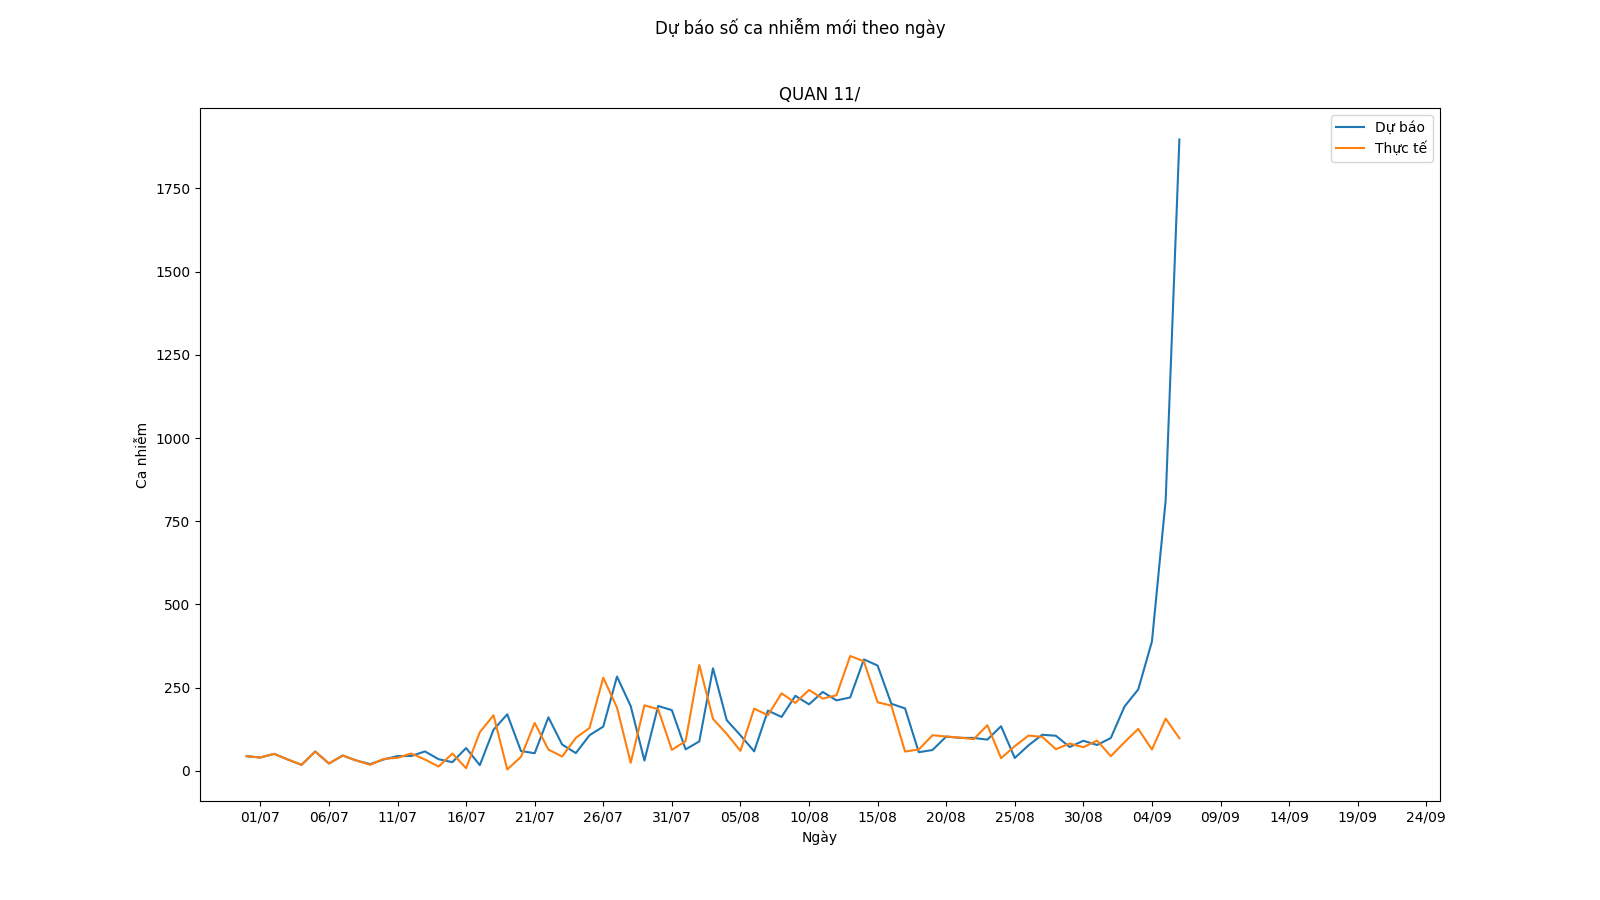 Dự báo số ca nhiễm mới theo ngày
QUAN 11/
Dự báo
Thực tế
1750
1500
1250
1000
750
500
250
0
Ca nhiễm
01/07 06/07 11/07 16/07 21/07 26/07 31/07 05/08 10/08 15/08 20/08 25/08 30/08 04/09 09/09 14/09 19/09 24/09
Ngày